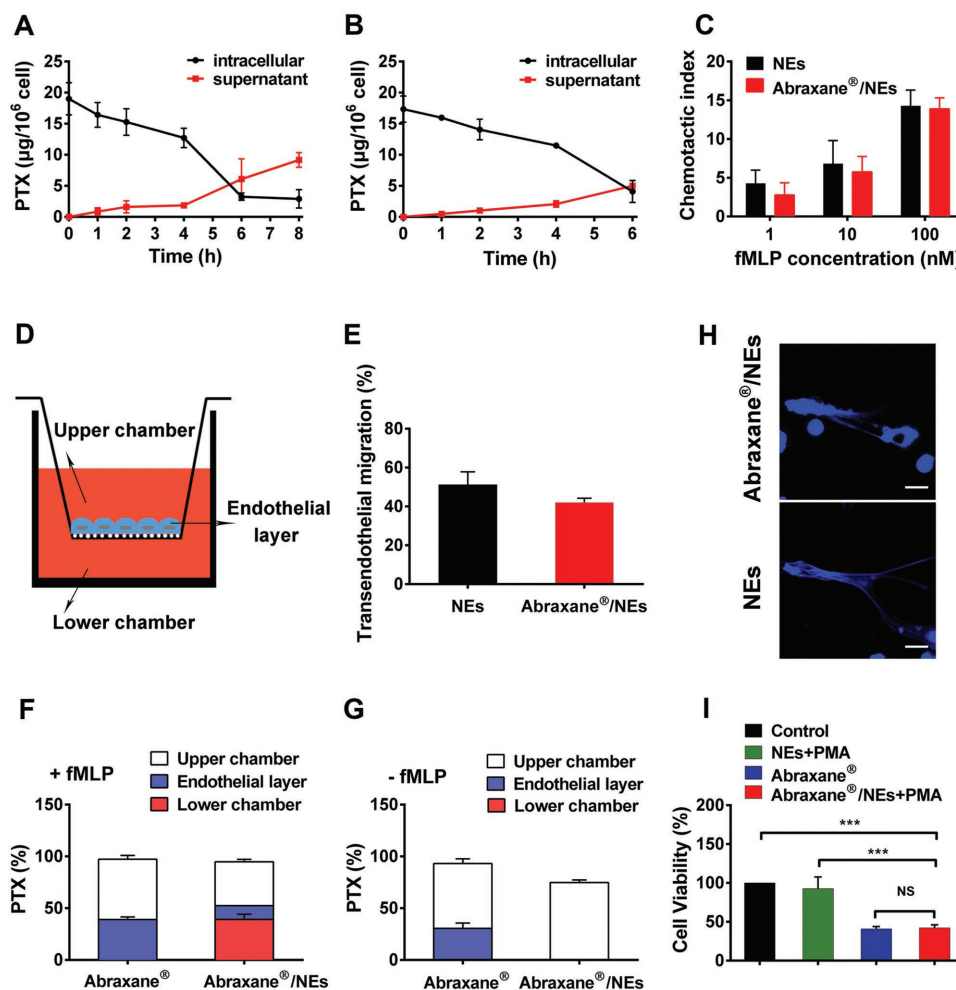 A
intracellular
supernatant
PTX (µg/10⁶ cell)
25
20
15
10
5
0
0 1 2 3 4 5 6 7 8
Time (h)
B
intracellular
supernatant
PTX (µg/10⁶ cell)
25
20
15
10
5
0
0 1 2 3 4 5 6
Time (h)
C
NEs
Abraxane®/NEs
Chemotactic index
20
15
10
5
0
1 10 100
fMLP concentration (nM)
D
Upper chamber
Endothelial
layer
Lower chamber
E
Transendothelial migration (%)
80
60
40
20
0
NEs Abraxane®/NEs
H
Abraxane®/NEs
NEs
F
+ fMLP
Upper chamber
Endothelial layer
Lower chamber
PTX (%)
150
100
50
0
Abraxane® Abraxane®/NEs
G
- fMLP
Upper chamber
Endothelial layer
Lower chamber
PTX (%)
150
100
50
0
Abraxane® Abraxane®/NEs
I
Control
NEs+PMA
Abraxane®
Abraxane®/NEs+PMA
Cell Viability (%)
200
150
100
50
0
***
***
NS